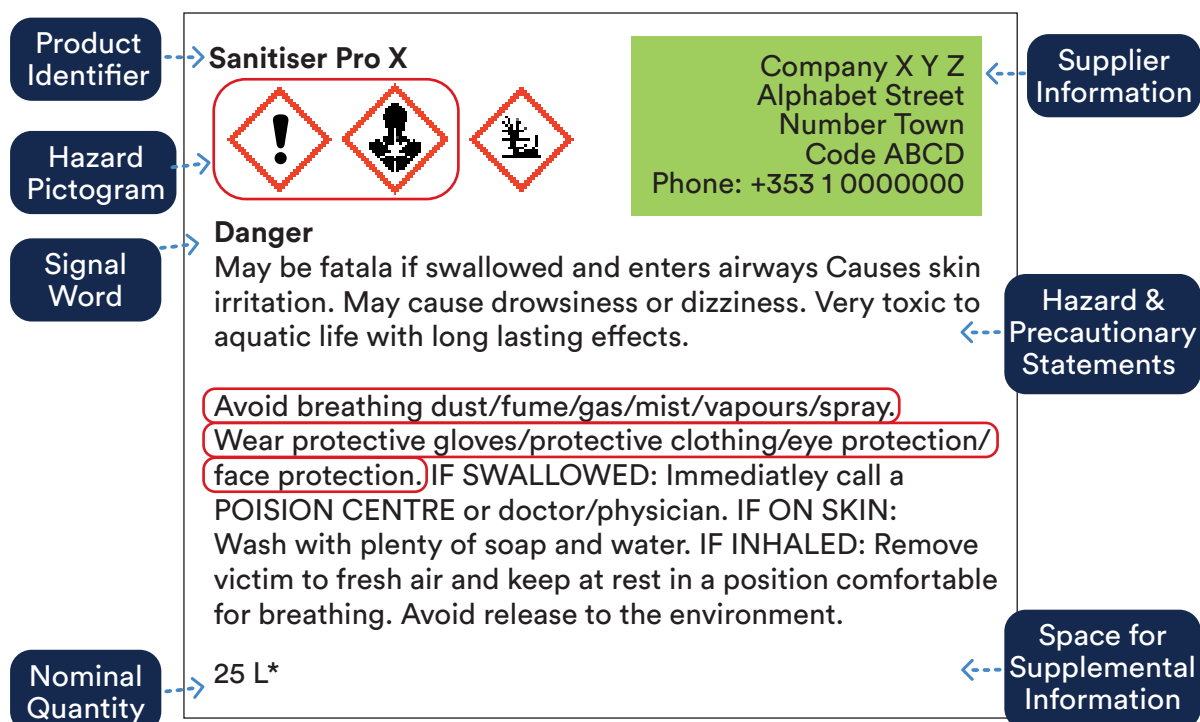 Product
Identifier
Sanitiser Pro X
Company X Y Z
Alphabet Street
Number Town
Code ABCD
Phone: +353 1 0000000
Supplier
Information
Hazard
Pictogram
Signal
Word
Danger
May be fatala if swallowed and enters airways Causes skin
irritation. May cause drowsiness or dizziness. Very toxic to
aquatic life with long lasting effects.
Hazard &
Precautionary
Statements
Avoid breathing dust/fume/gas/mist/vapours/spray.
Wear protective gloves/protective clothing/eye protection/
face protection. IF SWALLOWED: Immediatley call a
POISION CENTRE or doctor/physician. IF ON SKIN:
Wash with plenty of soap and water. IF INHALED: Remove
victim to fresh air and keep at rest in a position comfortable
for breathing. Avoid release to the environment.
Nominal
Quantity
25 L*
Space for
Supplemental
Information